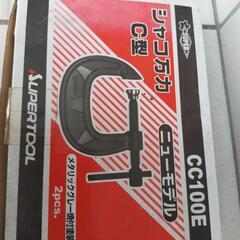 シャコ万力
C型
CC100E
ニューモデル
メタリックグレー焼付塗装
2pcs.
SUPERTOOL